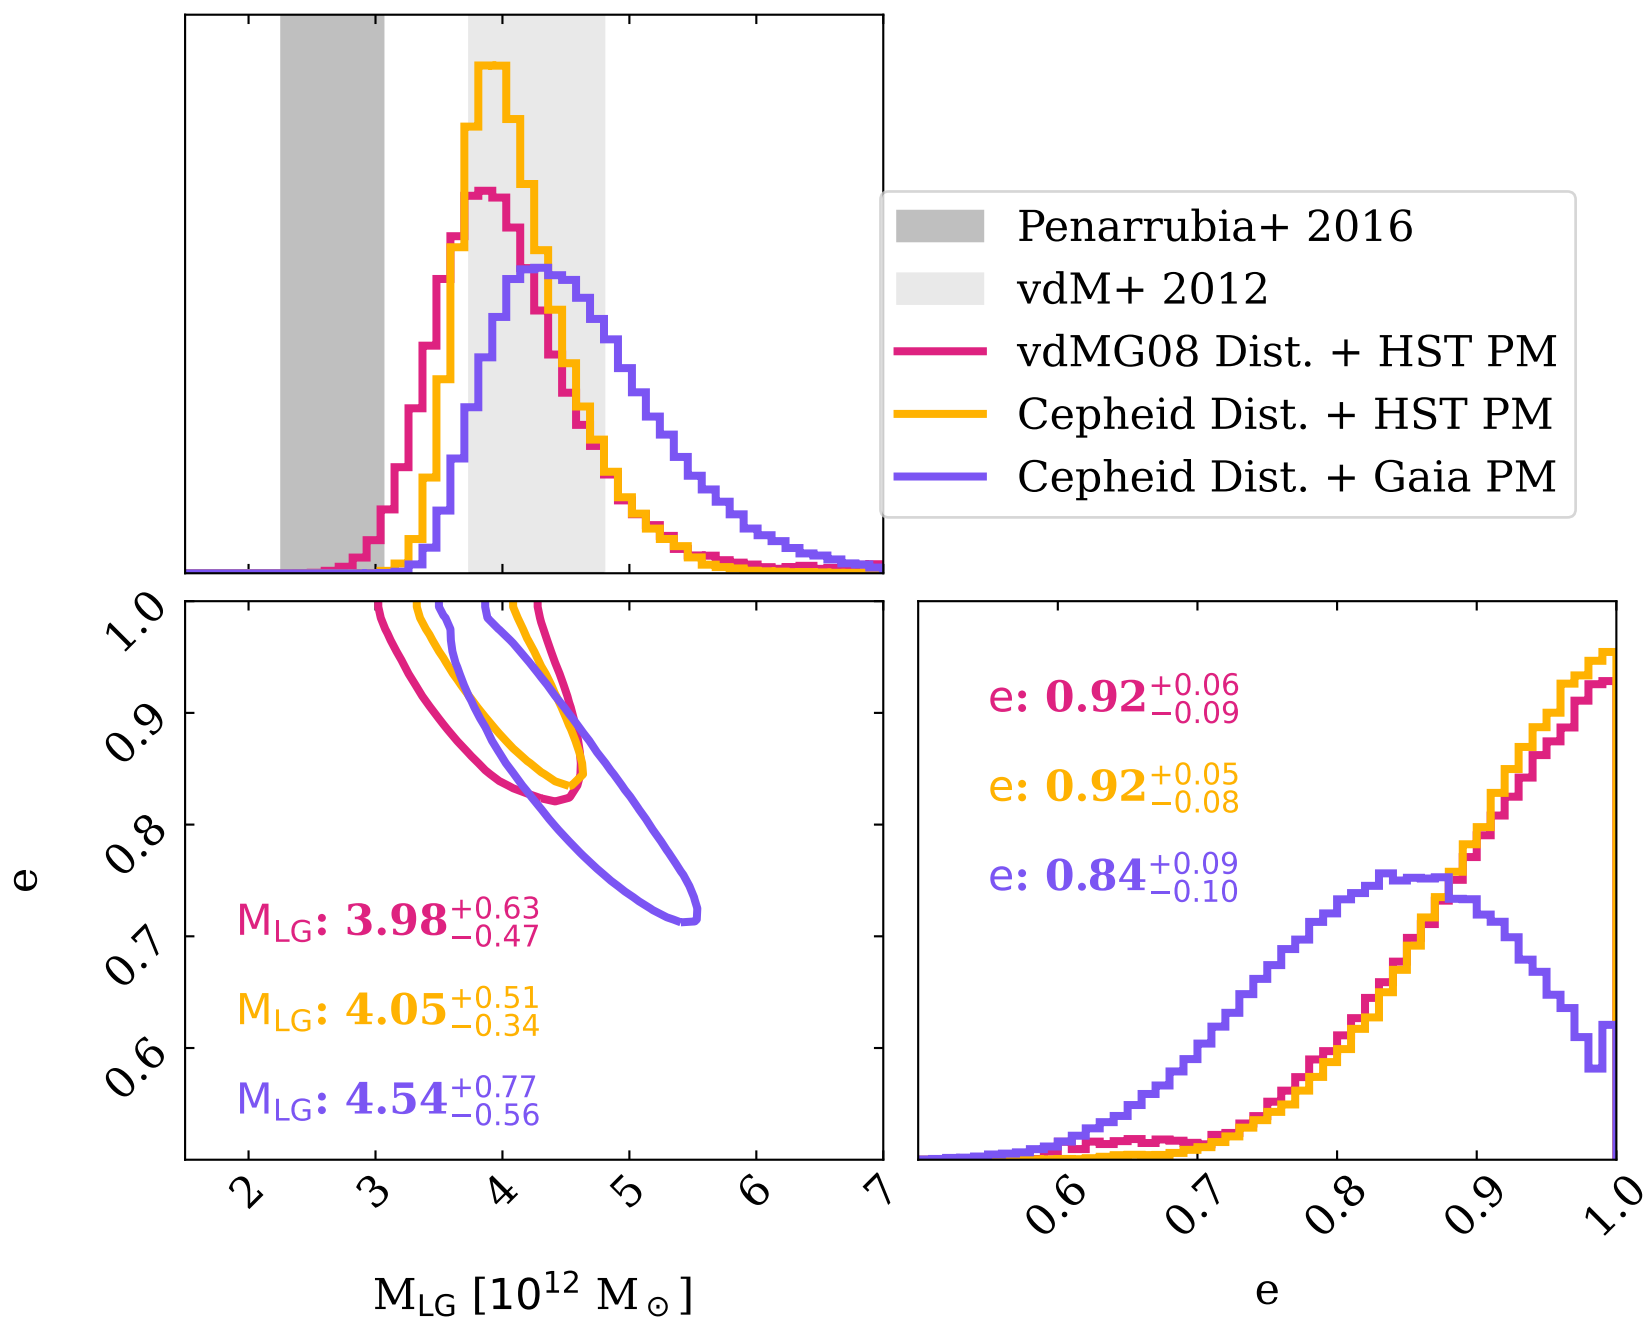 Penarrubia+ 2016
vdM+ 2012
vdMG08 Dist. + HST PM
Cepheid Dist. + HST PM
Cepheid Dist. + Gaia PM
1.0
0.9
0.8
0.7
0.6
e
M_LG: 3.98 +0.63 −0.47
M_LG: 4.05 +0.51 −0.34
M_LG: 4.54 +0.77 −0.56
2 3 4 5 6 7
M_LG [10^12 M_⊙]
e: 0.92 +0.06 −0.09
e: 0.92 +0.05 −0.08
e: 0.84 +0.09 −0.10
0.6 0.7 0.8 0.9 1.0
e